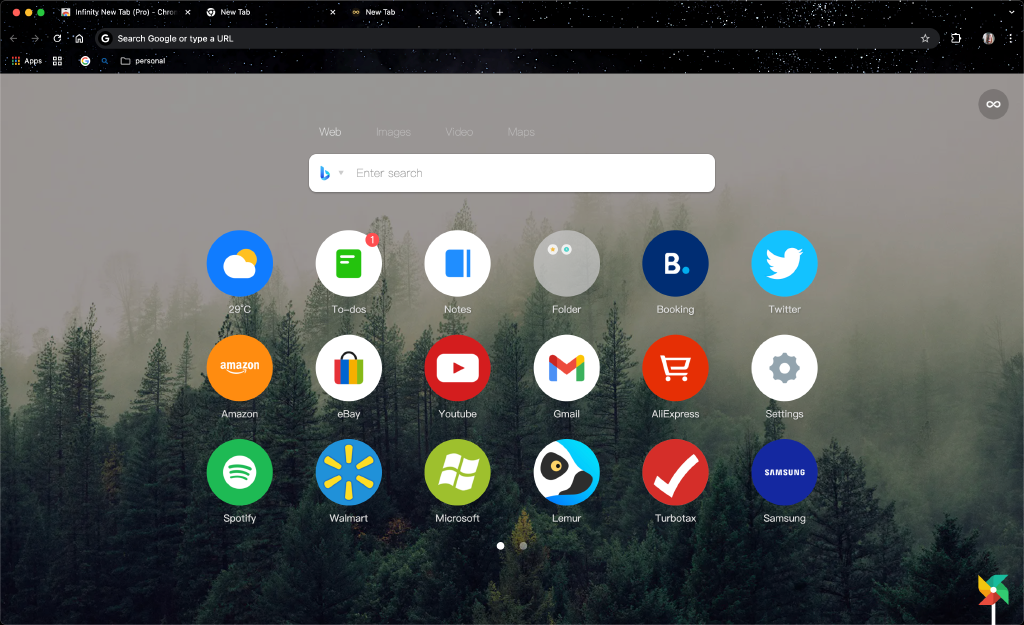 Infinity New Tab (Pro) - Chro
New Tab
New Tab
Search Google or type a URL
Apps
personal
Web Images Video Maps
Enter search
1
B.
29°C To-dos Notes Folder Booking Twitter
amazon
Amazon eBay Youtube Gmail AliExpress Settings
SAMSUNG
Spotify Walmart Microsoft Lemur Turbotax Samsung